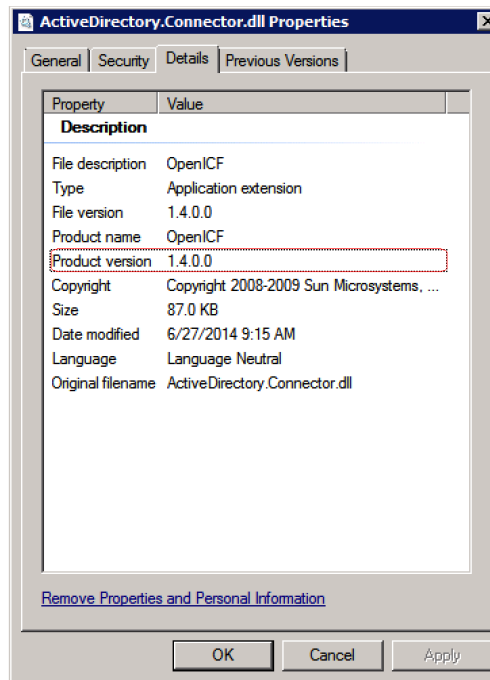 ActiveDirectory.Connector.dll Properties
General Security Details Previous Versions
Property Value
Description
File description OpenICF
Type Application extension
File version 1.4.0.0
Product name OpenICF
Product version 1.4.0.0
Copyright Copyright 2008-2009 Sun Microsystems, ...
Size 87.0 KB
Date modified 6/27/2014 9:15 AM
Language Language Neutral
Original filename ActiveDirectory.Connector.dll
Remove Properties and Personal Information
OK Cancel Apply